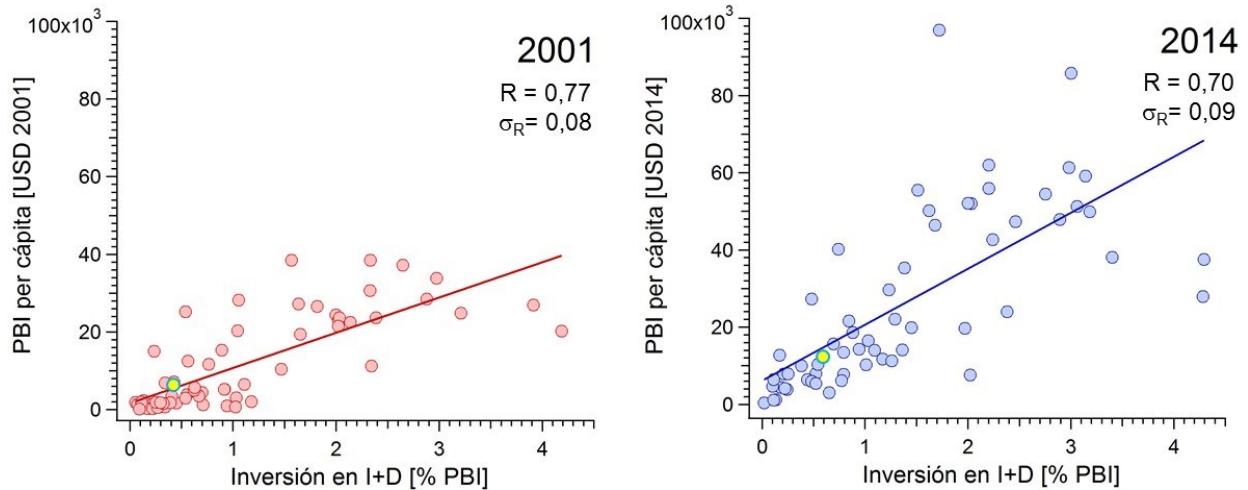 100x10³
80
60
40
20
0
PBI per cápita [USD 2001]
2001
R = 0,77
σR= 0,08
0 1 2 3 4
Inversión en I+D [% PBI]
100x10³
80
60
40
20
0
PBI per cápita [USD 2014]
2014
R = 0,70
σR= 0,09
0 1 2 3 4
Inversión en I+D [% PBI]